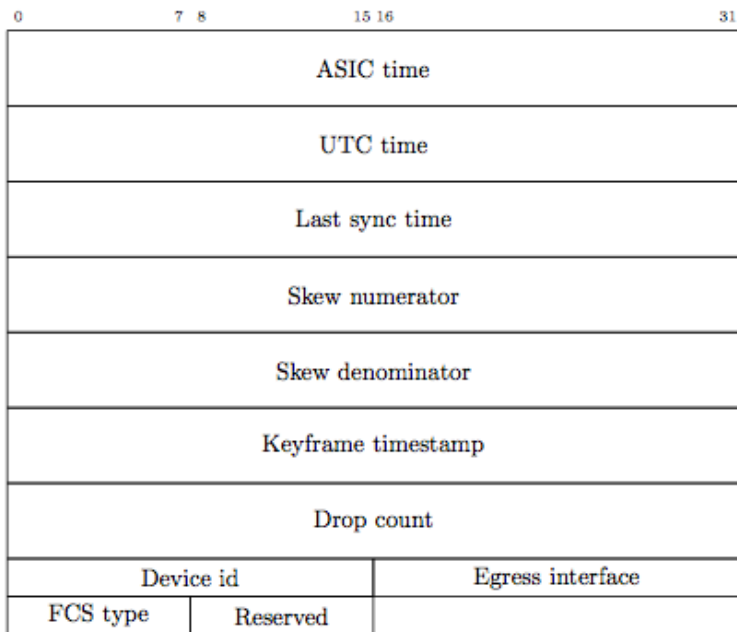 0 7 8 15 16 31
ASIC time
UTC time
Last sync time
Skew numerator
Skew denominator
Keyframe timestamp
Drop count
Device id Egress interface
FCS type Reserved